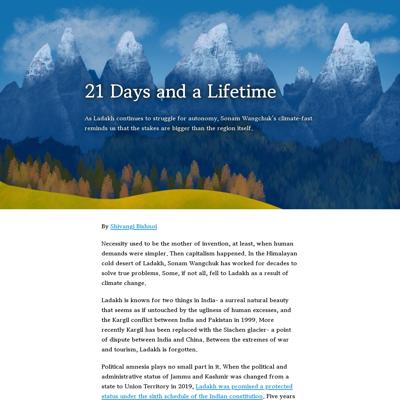 21 Days and a Lifetime
As Ladakh continues to struggle for autonomy, Sonam Wangchuk's climate-fast
reminds us that the stakes are bigger than the region itself.
By Shivangi Bishnoi
Necessity used to be the mother of invention, at least, when human
demands were simpler. Then capitalism happened. In the Himalayan
cold desert of Ladakh, Sonam Wangchuk has worked for decades to
solve true problems. Some, if not all, fell to Ladakh as a result of
climate change.
Ladakh is known for two things in India- a surreal natural beauty
that seems as if untouched by the ugliness of human excesses, and
the Kargil conflict between India and Pakistan in 1999. More
recently Kargil has been replaced with the Siachen glacier- a point
of dispute between India and China. Between the extremes of war
and tourism, Ladakh is forgotten.
Political amnesia plays no small part in it. When the political and
administrative status of Jammu and Kashmir was changed from a
state to Union Territory in 2019, Ladakh was promised a protected
status under the sixth schedule of the Indian constitution. Five years